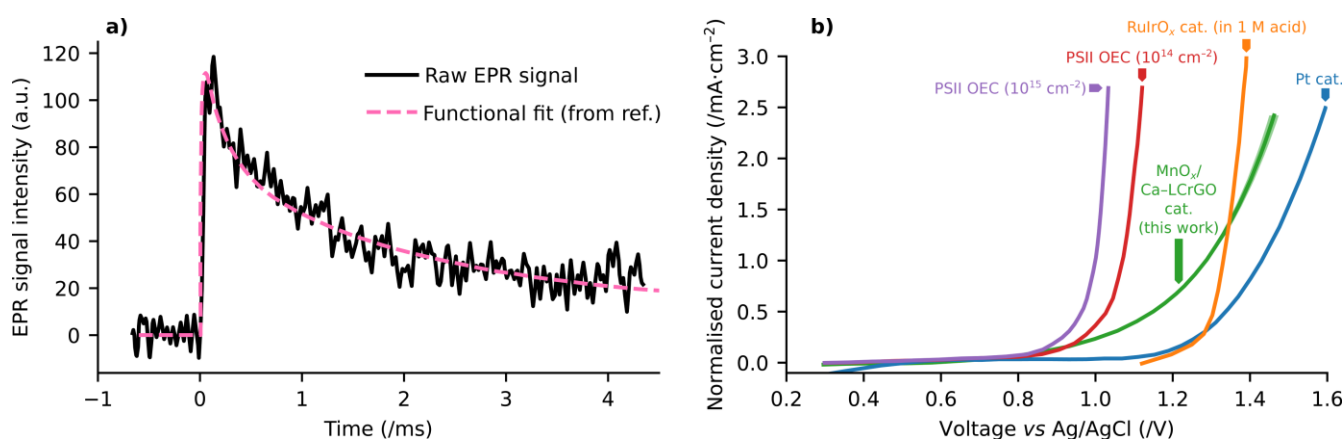 a)
EPR signal intensity (a.u.)
120
100
80
60
40
20
0
Raw EPR signal
Functional fit (from ref.)
−1
0
1
2
3
4
Time (/ms)
b)
Normalised current density (/mA·cm⁻²)
3.0
2.5
2.0
1.5
1.0
0.5
0.0
RuIrOₓ cat. (in 1 M acid)
PSII OEC (10¹⁴ cm⁻²)
PSII OEC (10¹⁵ cm⁻²)
Pt cat.
MnOₓ/
Ca–LCrGO
cat.
(this work)
0.2
0.4
0.6
0.8
1.0
1.2
1.4
1.6
Voltage vs Ag/AgCl (/V)